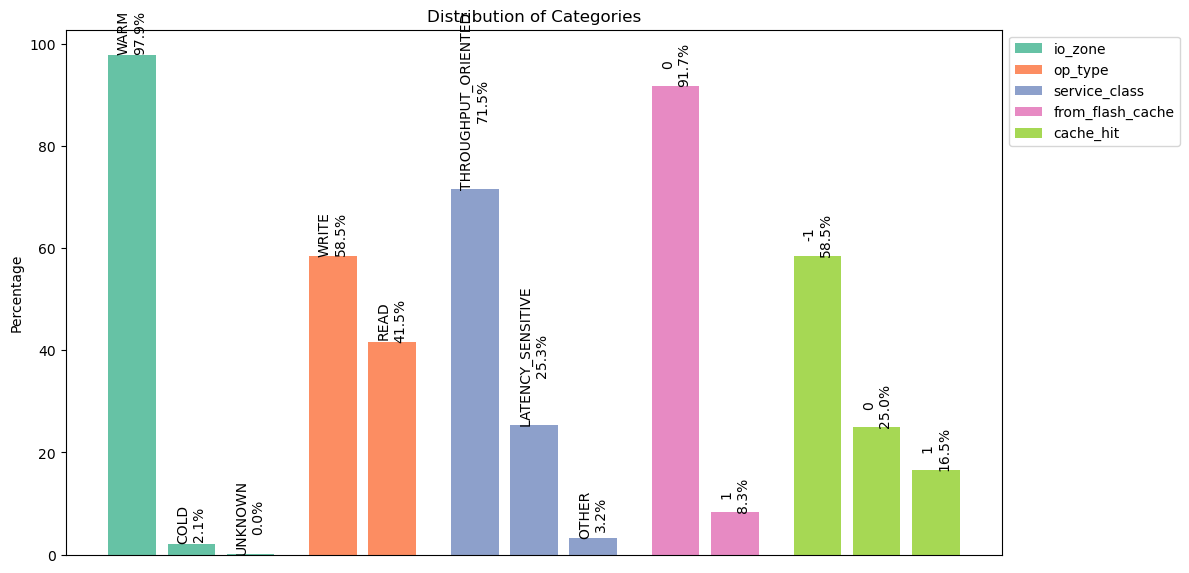 Distribution of Categories
Percentage
100
80
60
40
20
0
WARM
97.9%
COLD
2.1%
UNKNOWN
0.0%
WRITE
58.5%
READ
41.5%
THROUGHPUT_ORIENTED
71.5%
LATENCY_SENSITIVE
25.3%
OTHER
3.2%
0
91.7%
1
8.3%
-1
58.5%
0
25.0%
1
16.5%
io_zone
op_type
service_class
from_flash_cache
cache_hit